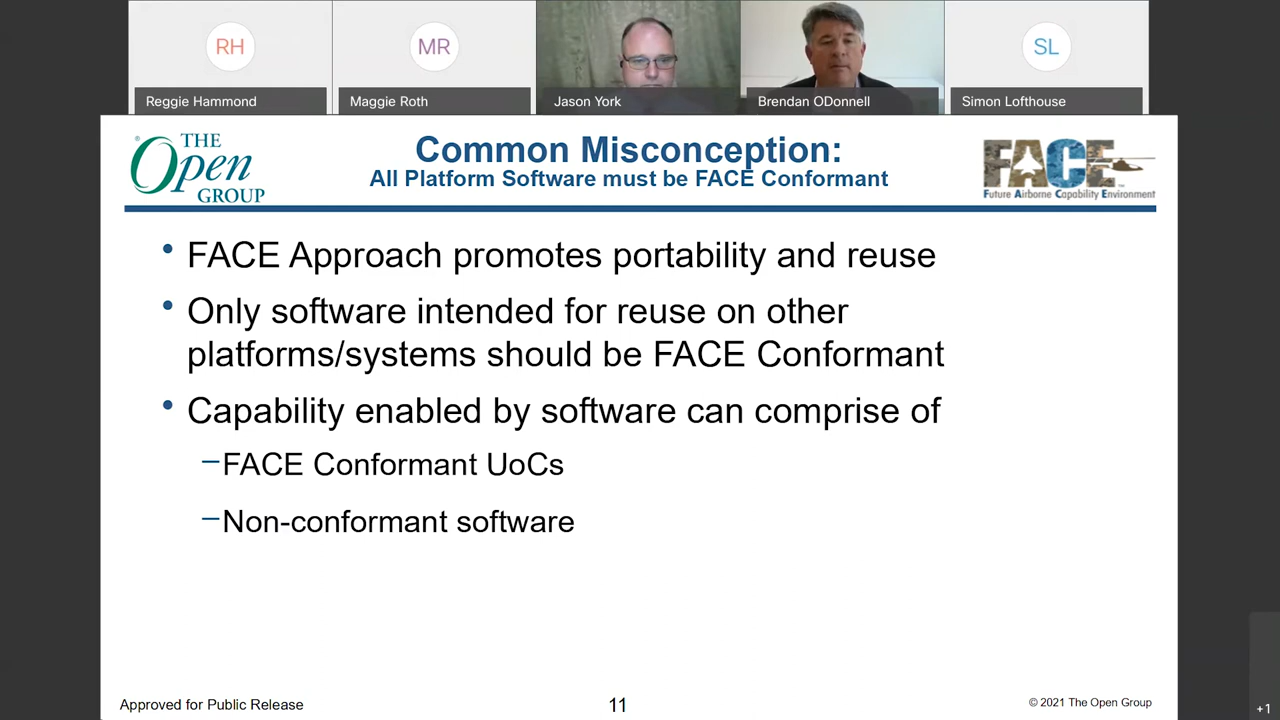 RH
MR
SL
Reggie Hammond
Maggie Roth
Jason York
Brendan ODonnell
Simon Lofthouse
® THE
Open
GROUP
Common Misconception:
All Platform Software must be FACE Conformant
FACE™
Future Airborne Capability Environment
• FACE Approach promotes portability and reuse
• Only software intended for reuse on other
platforms/systems should be FACE Conformant
• Capability enabled by software can comprise of
–FACE Conformant UoCs
–Non-conformant software
Approved for Public Release
11
© 2021 The Open Group
+1